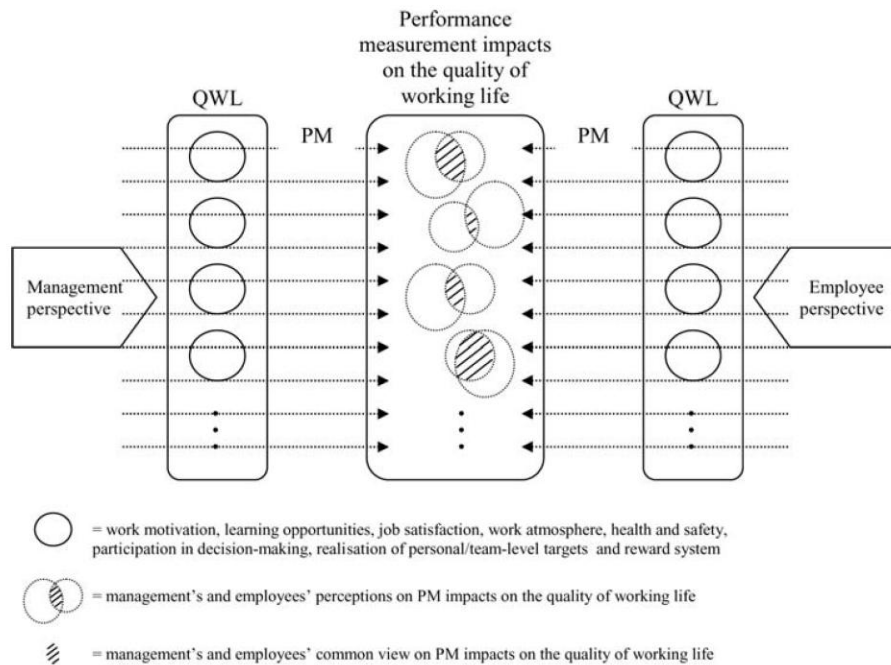 Performance
measurement impacts
on the quality of
working life
QWL
QWL
PM
PM
Management
perspective
Employee
perspective
= work motivation, learning opportunities, job satisfaction, work atmosphere, health and safety,
participation in decision-making, realisation of personal/team-level targets and reward system
= management's and employees' perceptions on PM impacts on the quality of working life
= management's and employees' common view on PM impacts on the quality of working life